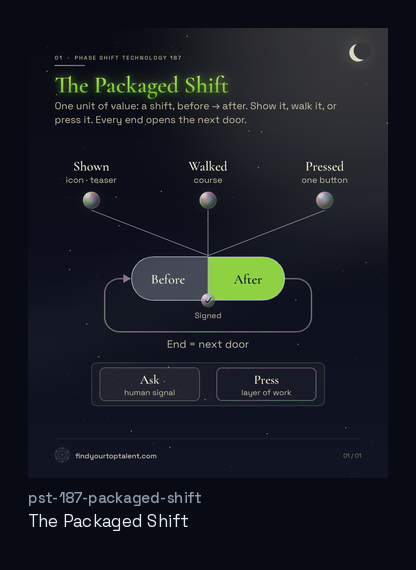 01 · PHASE SHIFT TECHNOLOGY 187
The Packaged Shift
One unit of value: a shift, before → after. Show it, walk it, or
press it. Every end opens the next door.
Shown
icon · teaser
Walked
course
Pressed
one button
Before
After
Signed
End = next door
Ask
human signal
Press
layer of work
findyourtoptalent.com
01 / 01
pst-187-packaged-shift
The Packaged Shift